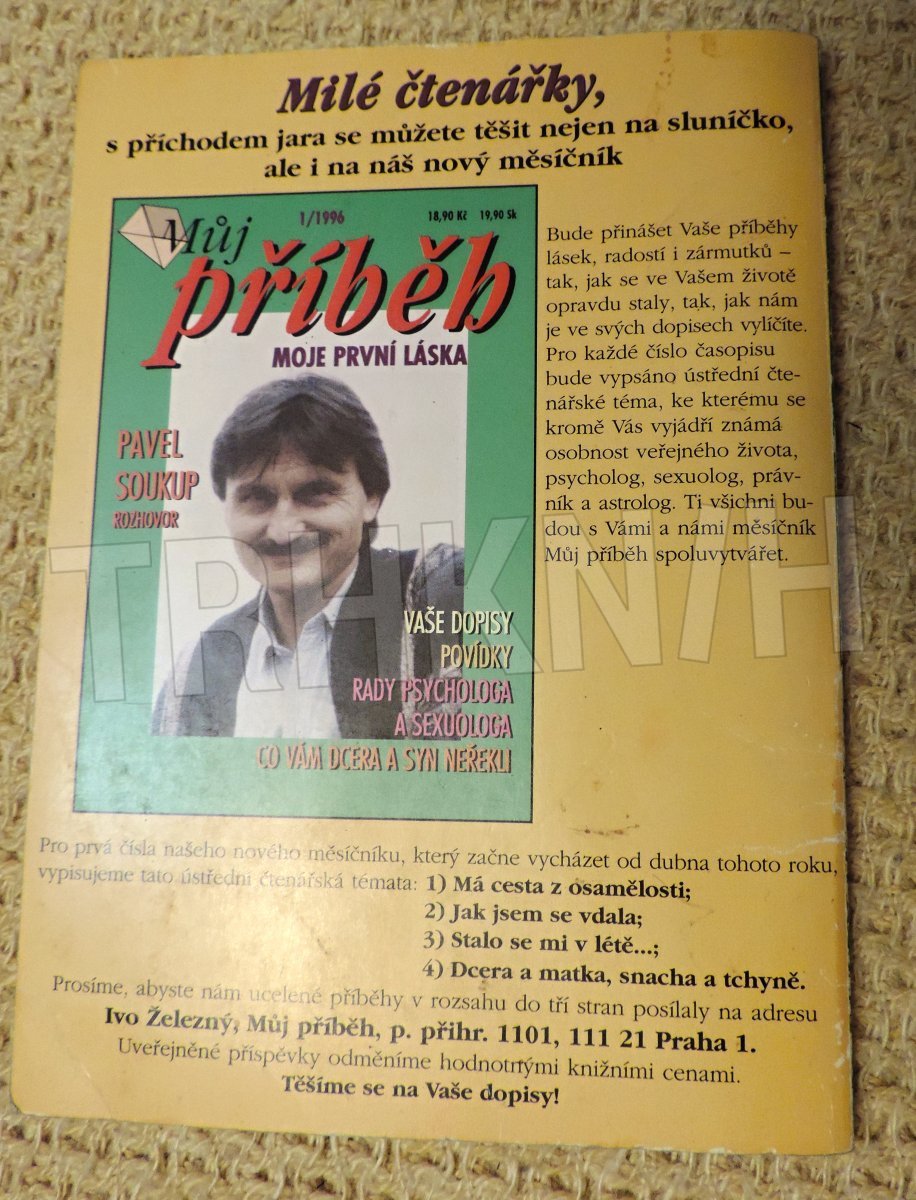 Milé čtenářky,
s příchodem jara se můžete těšit nejen na sluníčko,
ale i na náš nový měsíčník
Můj
1/1996
18,90 Kč 19,90 Sk
příběh
MOJE PRVNÍ LÁSKA
PAVEL
SOUKUP
ROZHOVOR
VAŠE DOPISY
POVÍDKY
RADY PSYCHOLOGA
A SEXUOLOGA
CO VÁM DCERA A SYN NEŘEKLI
Bude přinášet Vaše příběhy
lásek, radostí i zármutků –
tak, jak se ve Vašem životě
opravdu staly, tak, jak nám
je ve svých dopisech vylíčíte.
Pro každé číslo časopisu
bude vypsáno ústřední čte-
nářské téma, ke kterému se
kromě Vás vyjádří známá
osobnost veřejného života,
psycholog, sexuolog, práv-
ník a astrolog. Ti všichni bu-
dou s Vámi a námi měsíčník
Můj příběh spoluvytvářet.
TRHKNIH
Pro prvá čísla našeho nového měsíčníku, který začne vycházet od dubna tohoto roku,
vypisujeme tato ústřední čtenářská témata: 1) Má cesta z osamělosti;
2) Jak jsem se vdala;
3) Stalo se mi v létě...;
4) Dcera a matka, snacha a tchyně.
Prosíme, abyste nám ucelené příběhy v rozsahu do tří stran posílaly na adresu
Ivo Železný, Můj příběh, p. přihr. 1101, 111 21 Praha 1.
Uveřejněné příspěvky odměníme hodnotnými knižními cenami.
Těšíme se na Vaše dopisy!